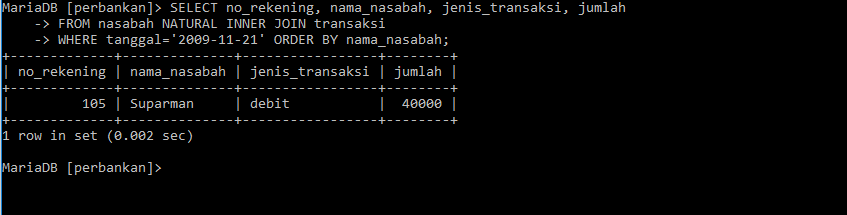 MariaDB [perbankan]> SELECT no_rekening, nama_nasabah, jenis_transaksi, jumlah
    -> FROM nasabah NATURAL INNER JOIN transaksi
    -> WHERE tanggal='2009-11-21' ORDER BY nama_nasabah;
+-------------+--------------+-----------------+--------+
| no_rekening | nama_nasabah | jenis_transaksi | jumlah |
+-------------+--------------+-----------------+--------+
|         105 | Suparman     | debit           |  40000 |
+-------------+--------------+-----------------+--------+
1 row in set (0.002 sec)
MariaDB [perbankan]>